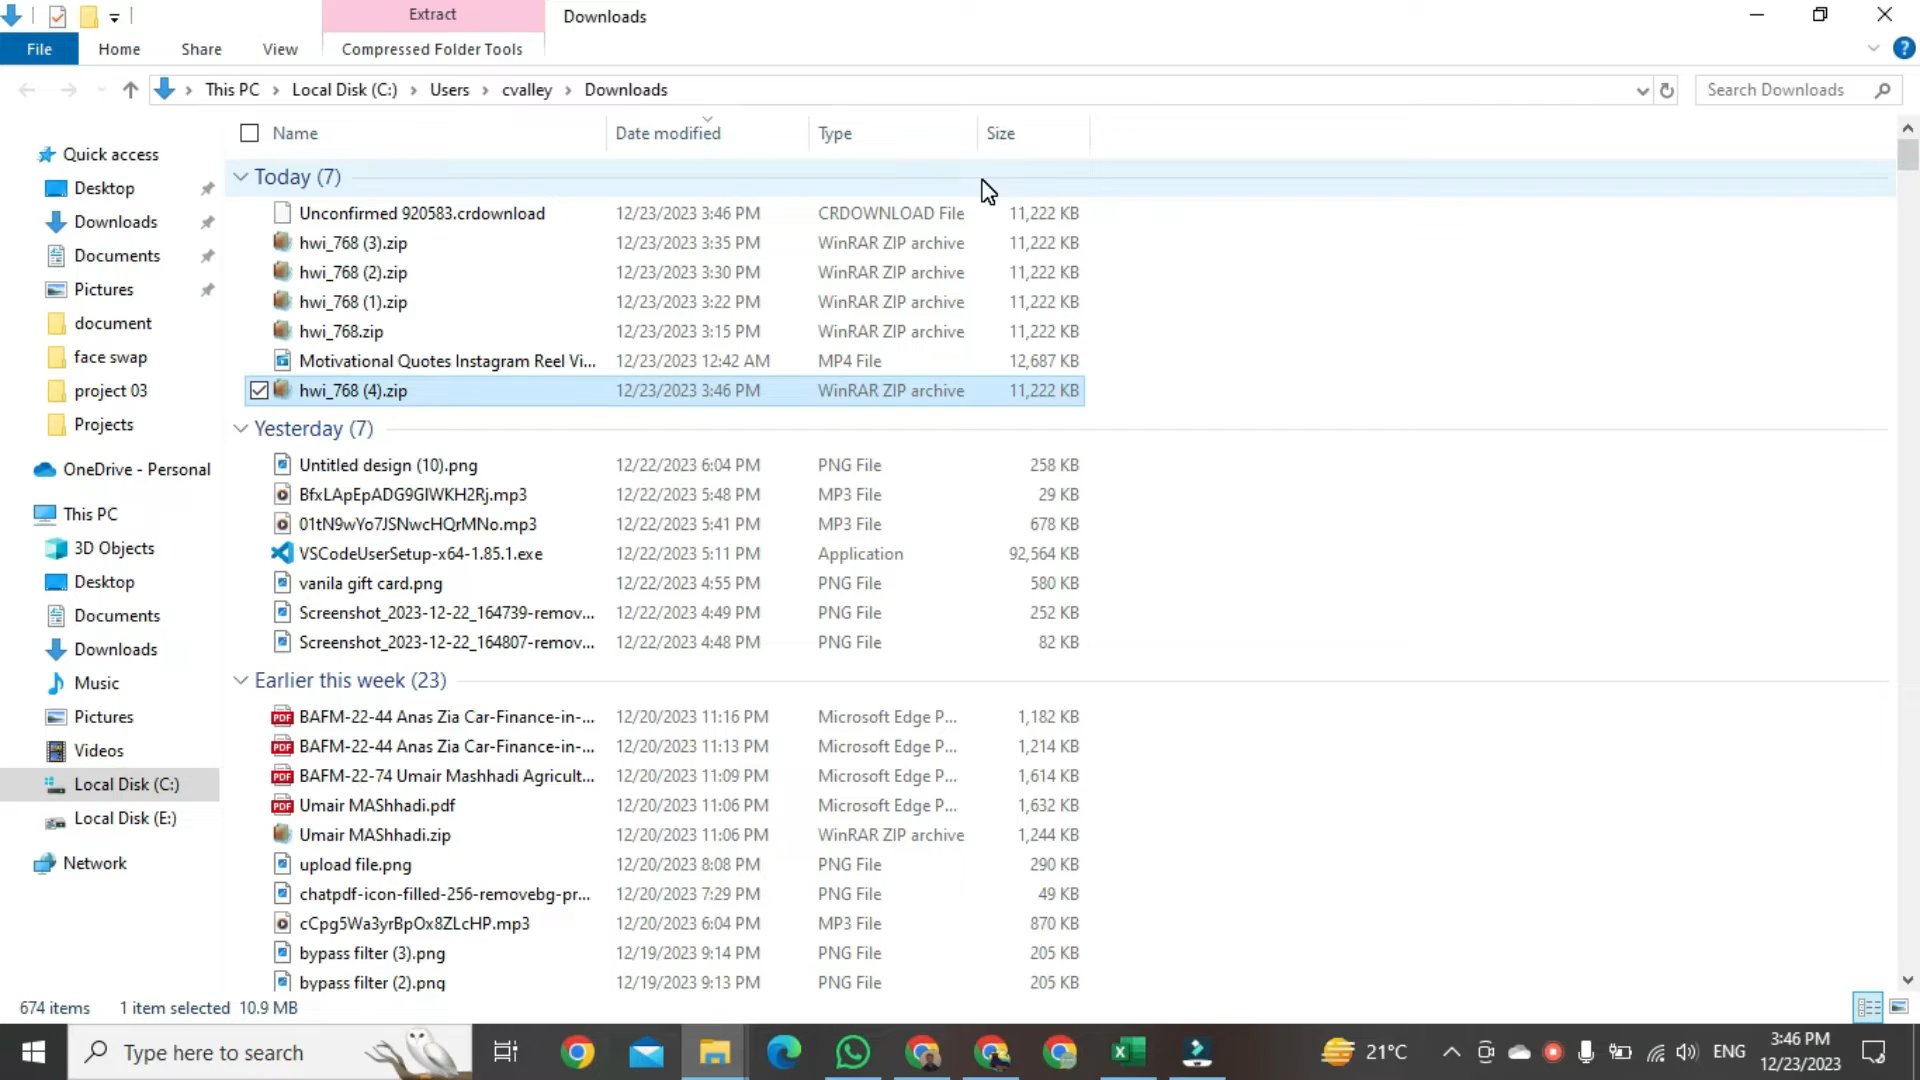 Extract
Downloads
File
Home
Share
View
Compressed Folder Tools
This PC
Local Disk (C:)
Users
cvalley
Downloads
Search Downloads
Name
Date modified
Type
Size
Quick access
Desktop
Downloads
Documents
Pictures
document
face swap
project 03
Projects
OneDrive - Personal
This PC
3D Objects
Desktop
Documents
Downloads
Music
Pictures
Videos
Local Disk (C:)
Local Disk (E:)
Network
Today (7)
Unconfirmed 920583.crdownload 12/23/2023 3:46 PM CRDOWNLOAD File 11,222 KB
hwi_768 (3).zip 12/23/2023 3:35 PM WinRAR ZIP archive 11,222 KB
hwi_768 (2).zip 12/23/2023 3:30 PM WinRAR ZIP archive 11,222 KB
hwi_768 (1).zip 12/23/2023 3:22 PM WinRAR ZIP archive 11,222 KB
hwi_768.zip 12/23/2023 3:15 PM WinRAR ZIP archive 11,222 KB
Motivational Quotes Instagram Reel Vi... 12/23/2023 12:42 AM MP4 File 12,687 KB
hwi_768 (4).zip 12/23/2023 3:46 PM WinRAR ZIP archive 11,222 KB
Yesterday (7)
Untitled design (10).png 12/22/2023 6:04 PM PNG File 258 KB
BfxLApEpADG9GlWKH2Rj.mp3 12/22/2023 5:48 PM MP3 File 29 KB
01tN9wYo7JSNwcHQrMNo.mp3 12/22/2023 5:41 PM MP3 File 678 KB
VSCodeUserSetup-x64-1.85.1.exe 12/22/2023 5:11 PM Application 92,564 KB
vanila gift card.png 12/22/2023 4:55 PM PNG File 580 KB
Screenshot_2023-12-22_164739-remov... 12/22/2023 4:49 PM PNG File 252 KB
Screenshot_2023-12-22_164807-remov... 12/22/2023 4:48 PM PNG File 82 KB
Earlier this week (23)
BAFM-22-44 Anas Zia Car-Finance-in-... 12/20/2023 11:16 PM Microsoft Edge P... 1,182 KB
BAFM-22-44 Anas Zia Car-Finance-in-... 12/20/2023 11:13 PM Microsoft Edge P... 1,214 KB
BAFM-22-74 Umair Mashhadi Agricult... 12/20/2023 11:09 PM Microsoft Edge P... 1,614 KB
Umair MAShhadi.pdf 12/20/2023 11:06 PM Microsoft Edge P... 1,632 KB
Umair MAShhadi.zip 12/20/2023 11:06 PM WinRAR ZIP archive 1,244 KB
upload file.png 12/20/2023 8:08 PM PNG File 290 KB
chatpdf-icon-filled-256-removebg-pr... 12/20/2023 7:29 PM PNG File 49 KB
cCpg5Wa3yrBpOx8ZLcHP.mp3 12/20/2023 6:04 PM MP3 File 870 KB
bypass filter (3).png 12/19/2023 9:14 PM PNG File 205 KB
bypass filter (2).png 12/19/2023 9:13 PM PNG File 205 KB
674 items 1 item selected 10.9 MB
Type here to search
21°C
ENG
3:46 PM
12/23/2023